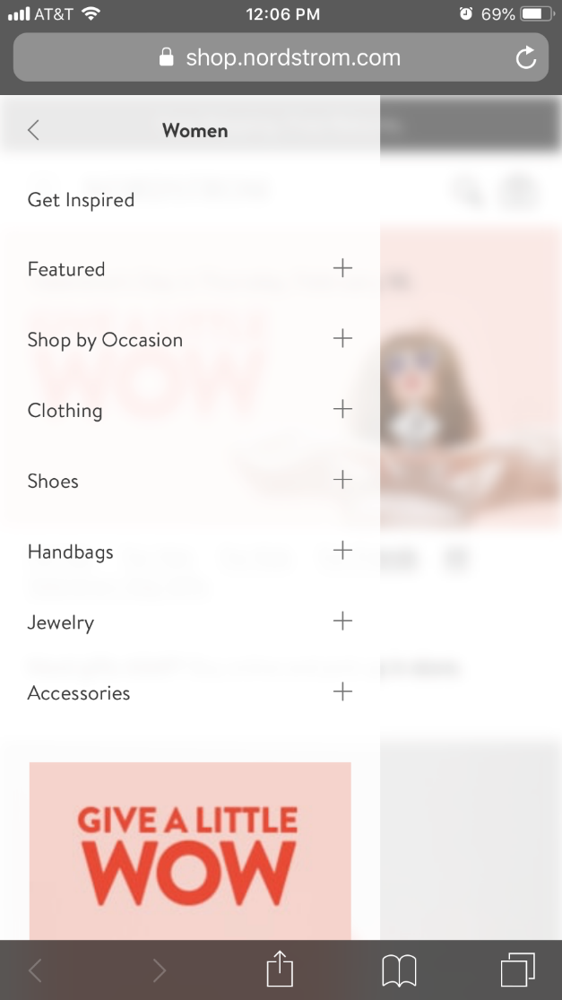 AT&T 12:06 PM 69%
shop.nordstrom.com
Women
Get Inspired
Featured
Shop by Occasion
Clothing
Shoes
Handbags
Jewelry
Accessories
GIVE A LITTLE
WOW